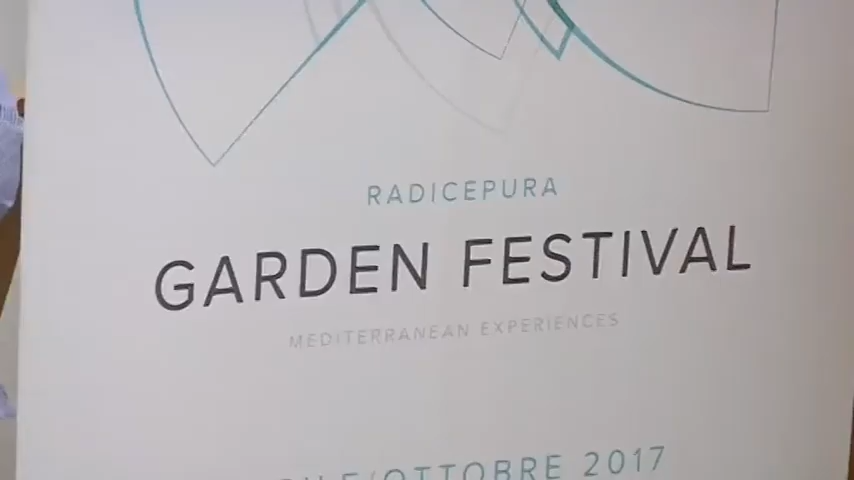 RADICEPURA
GARDEN FESTIVAL
MEDITERRANEAN EXPERIENCES
OTTOBRE 2017